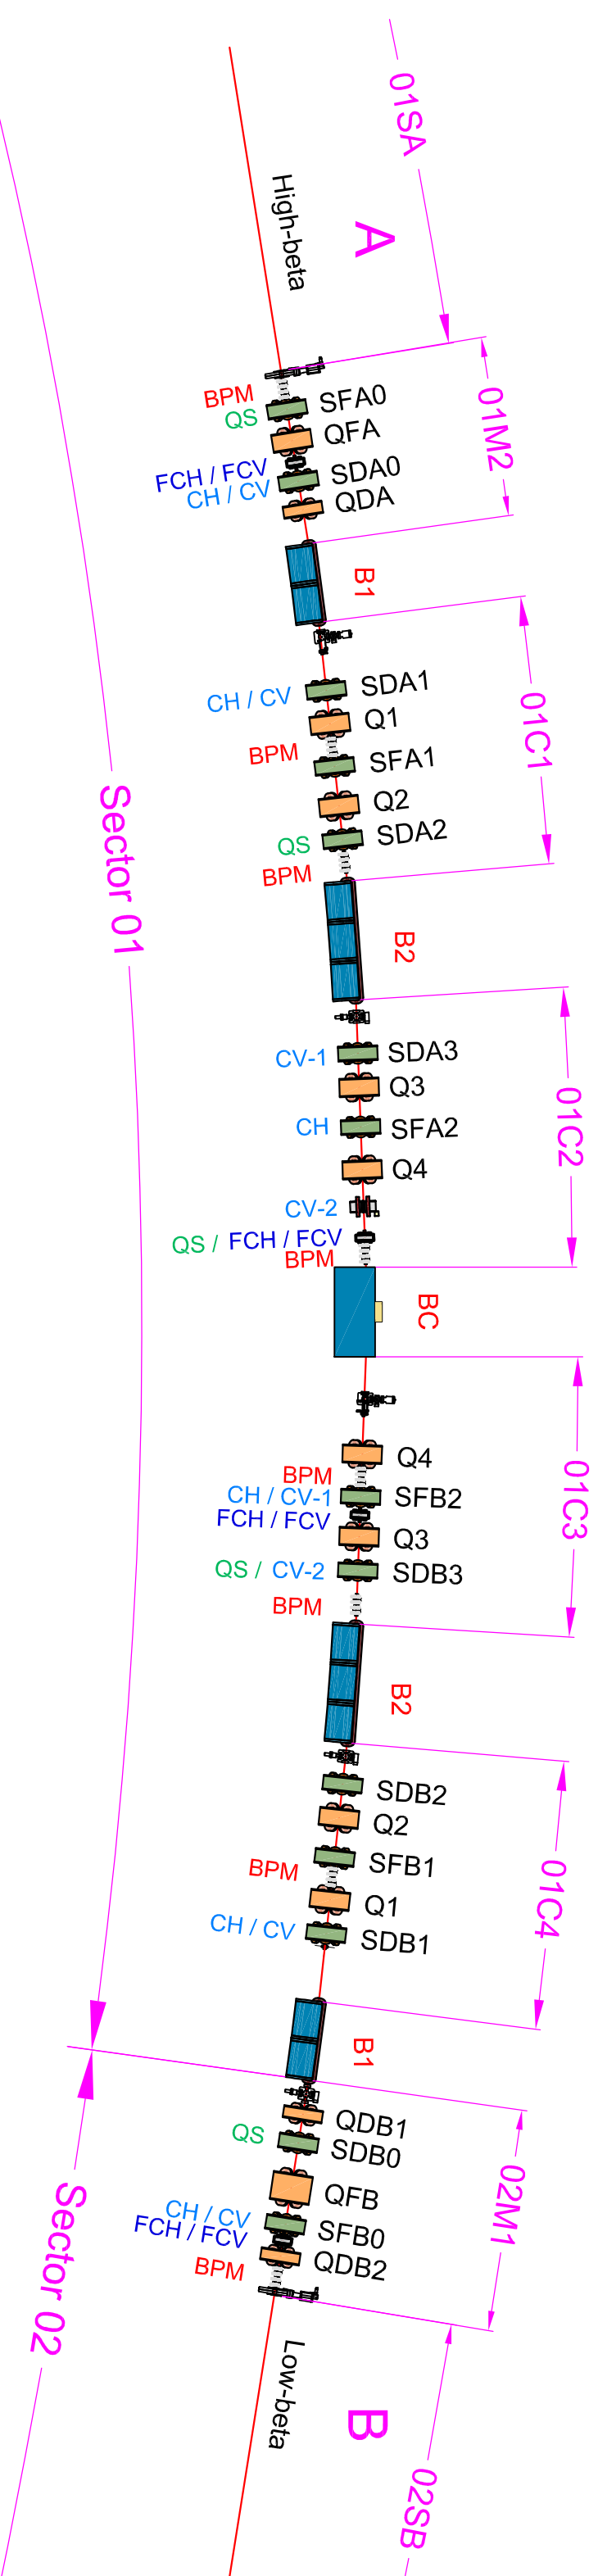 01SA
A
High-beta
01M2
BPM
SFA0
QS
QFA
FCH / FCV
SDA0
CH / CV
QDA
B1
01C1
SDA1
CH / CV
Q1
BPM
SFA1
Q2
SDA2
QS
BPM
Sector 01
B2
01C2
CV-1
SDA3
Q3
CH
SFA2
Q4
CV-2
QS / FCH / FCV
BPM
BC
01C3
Q4
BPM
CH / CV-1
SFB2
FCH / FCV
Q3
QS / CV-2
SDB3
BPM
B2
01C4
SDB2
Q2
SFB1
BPM
Q1
CH / CV
SDB1
B1
02M1
QDB1
QS
SDB0
QFB
CH / CV
SFB0
FCH / FCV
QDB2
BPM
Sector 02
Low-beta
B
02SB